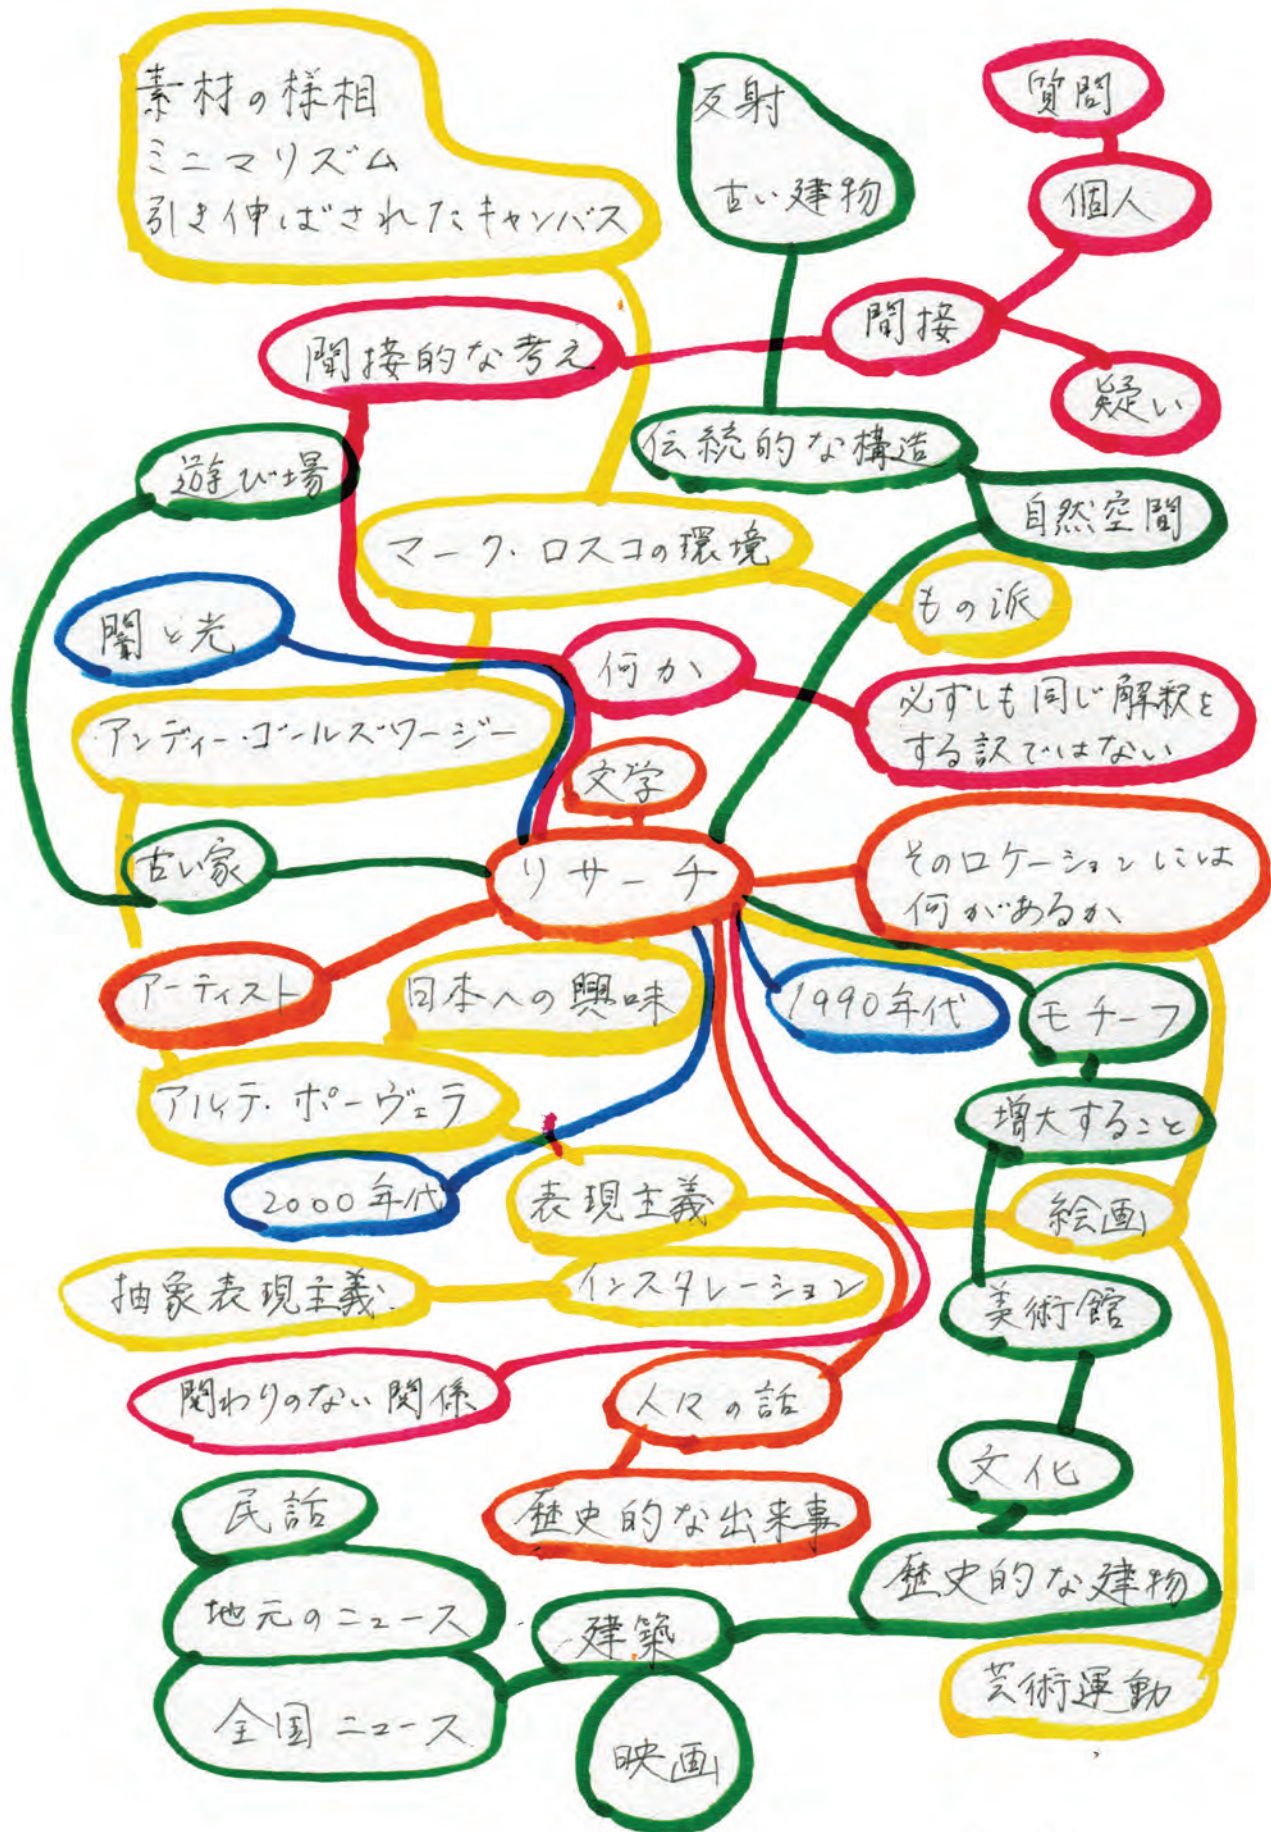 素材の様相
ミニマリズム
引き伸ばされたキャンバス
反射
古い建物
質問
個人
間接
間接的な考え
疑い
伝統的な構造
遊び場
自然空間
マーク・ロスコの環境
もの派
闇と光
何か
必ずしも同じ解釈を
する訳ではない
アンディー・ゴールズワージー
文学
そのロケーションには
何があるか
古い家
リサーチ
アーティスト
日本への興味
1990年代
モチーフ
アルテ・ポーヴェラ
増大すること
2000年代
表現主義
絵画
抽象表現主義
インスタレーション
美術館
関わりのない関係
人々の話
文化
民話
歴史的な出来事
歴史的な建物
地元のニュース
建築
全国ニュース
芸術運動
映画